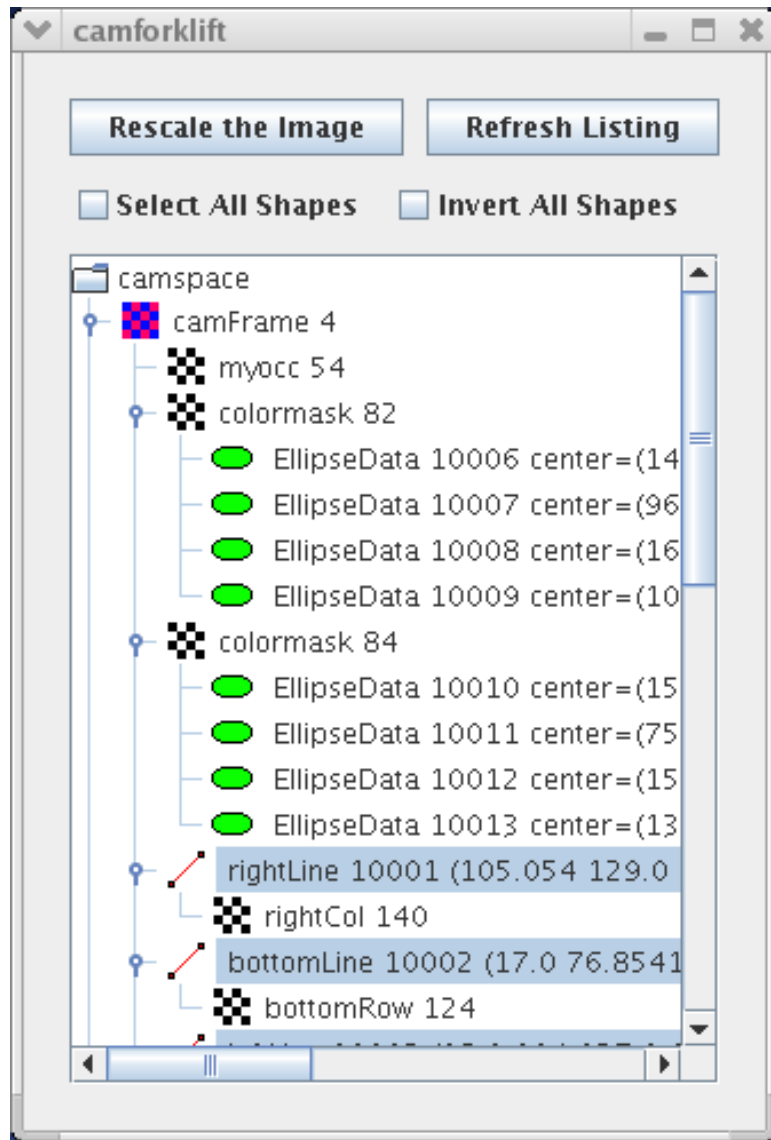 camforklift
Rescale the Image Refresh Listing
Select All Shapes Invert All Shapes
camspace
camFrame 4
myocc 54
colormask 82
EllipseData 10006 center=(14
EllipseData 10007 center=(96
EllipseData 10008 center=(16
EllipseData 10009 center=(10
colormask 84
EllipseData 10010 center=(15
EllipseData 10011 center=(75
EllipseData 10012 center=(15
EllipseData 10013 center=(13
rightLine 10001 (105.054 129.0
rightCol 140
bottomLine 10002 (17.0 76.8541
bottomRow 124